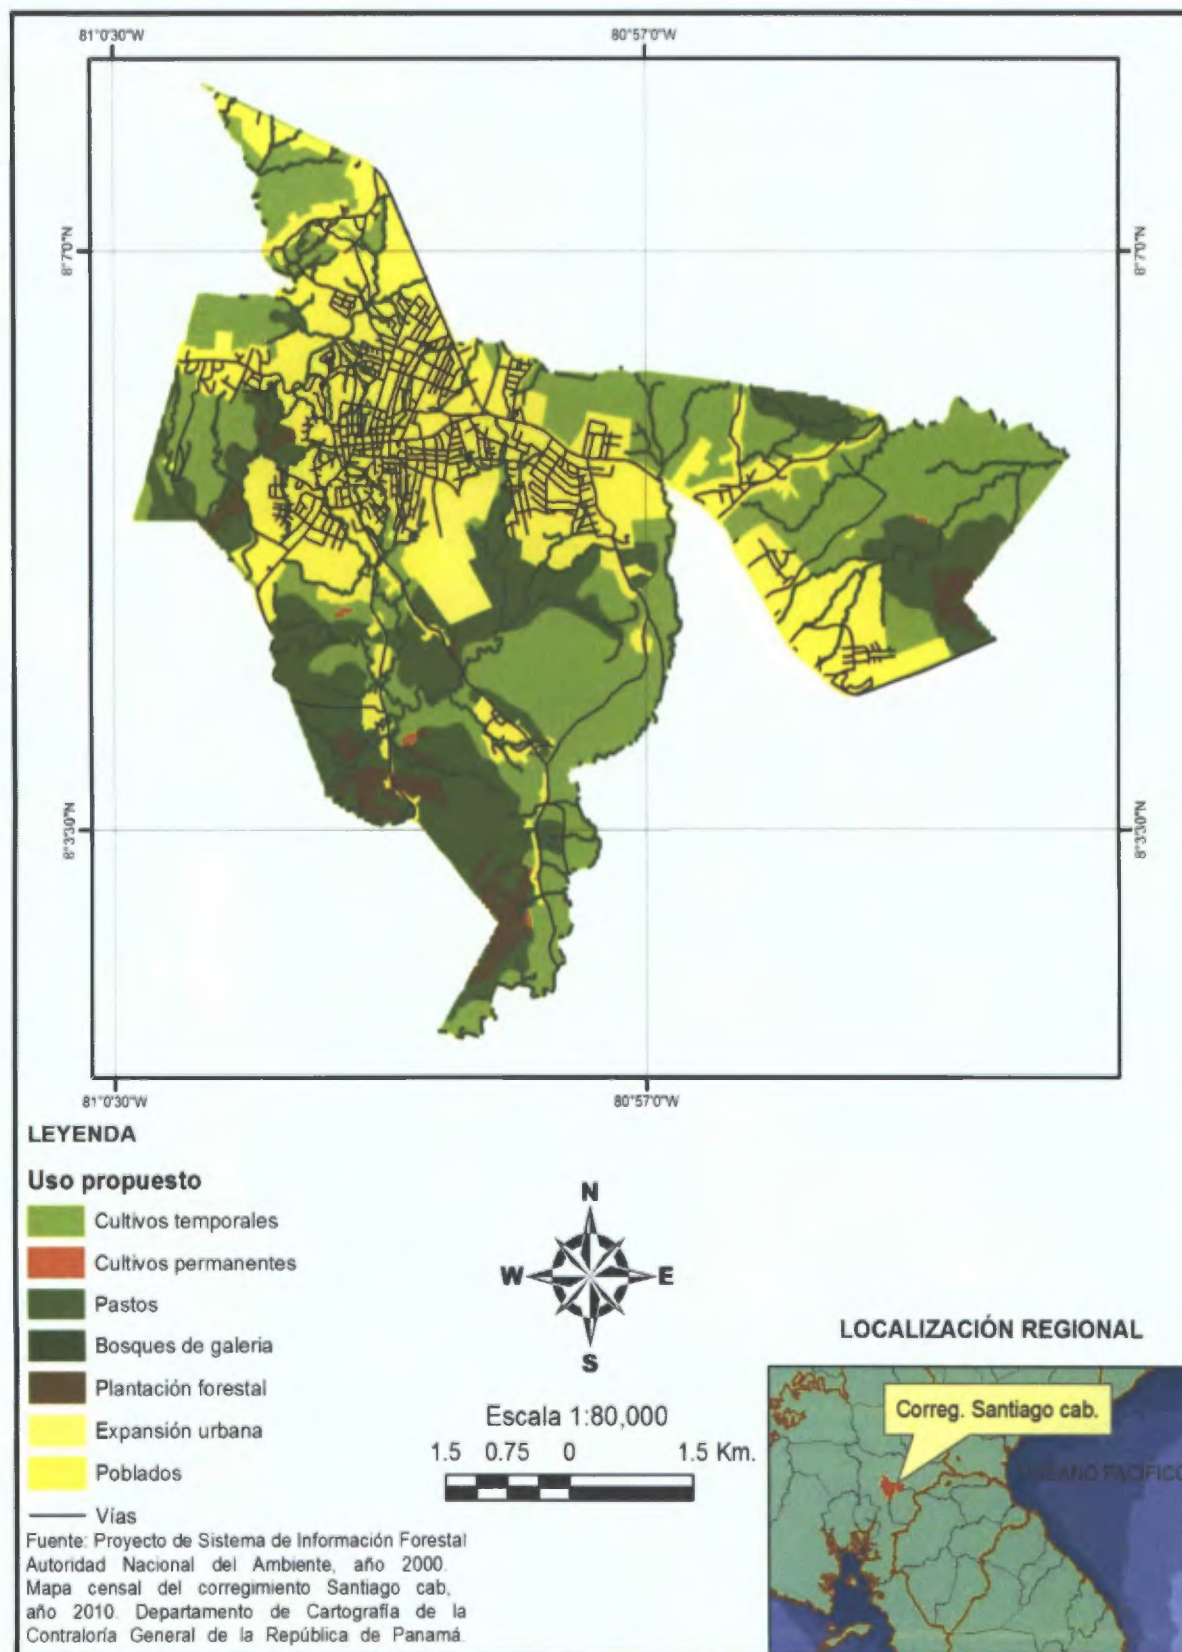 81°0'30"W 80°57'0"W
8°7'0"N 8°7'0"N
8°3'30"N 8°3'30"N
81°0'30"W 80°57'0"W
LEYENDA
Uso propuesto
Cultivos temporales
Cultivos permanentes
Pastos
Bosques de galeria
Plantación forestal
Expansión urbana
Poblados
Vías
Fuente: Proyecto de Sistema de Información Forestal
Autoridad Nacional del Ambiente, año 2000.
Mapa censal del corregimiento Santiago cab,
año 2010. Departamento de Cartografía de la
Contraloría General de la República de Panamá.
N
W E
S
Escala 1:80,000
1.5 0.75 0 1.5 Km.
LOCALIZACIÓN REGIONAL
Correg. Santiago cab.
PACÍFICO